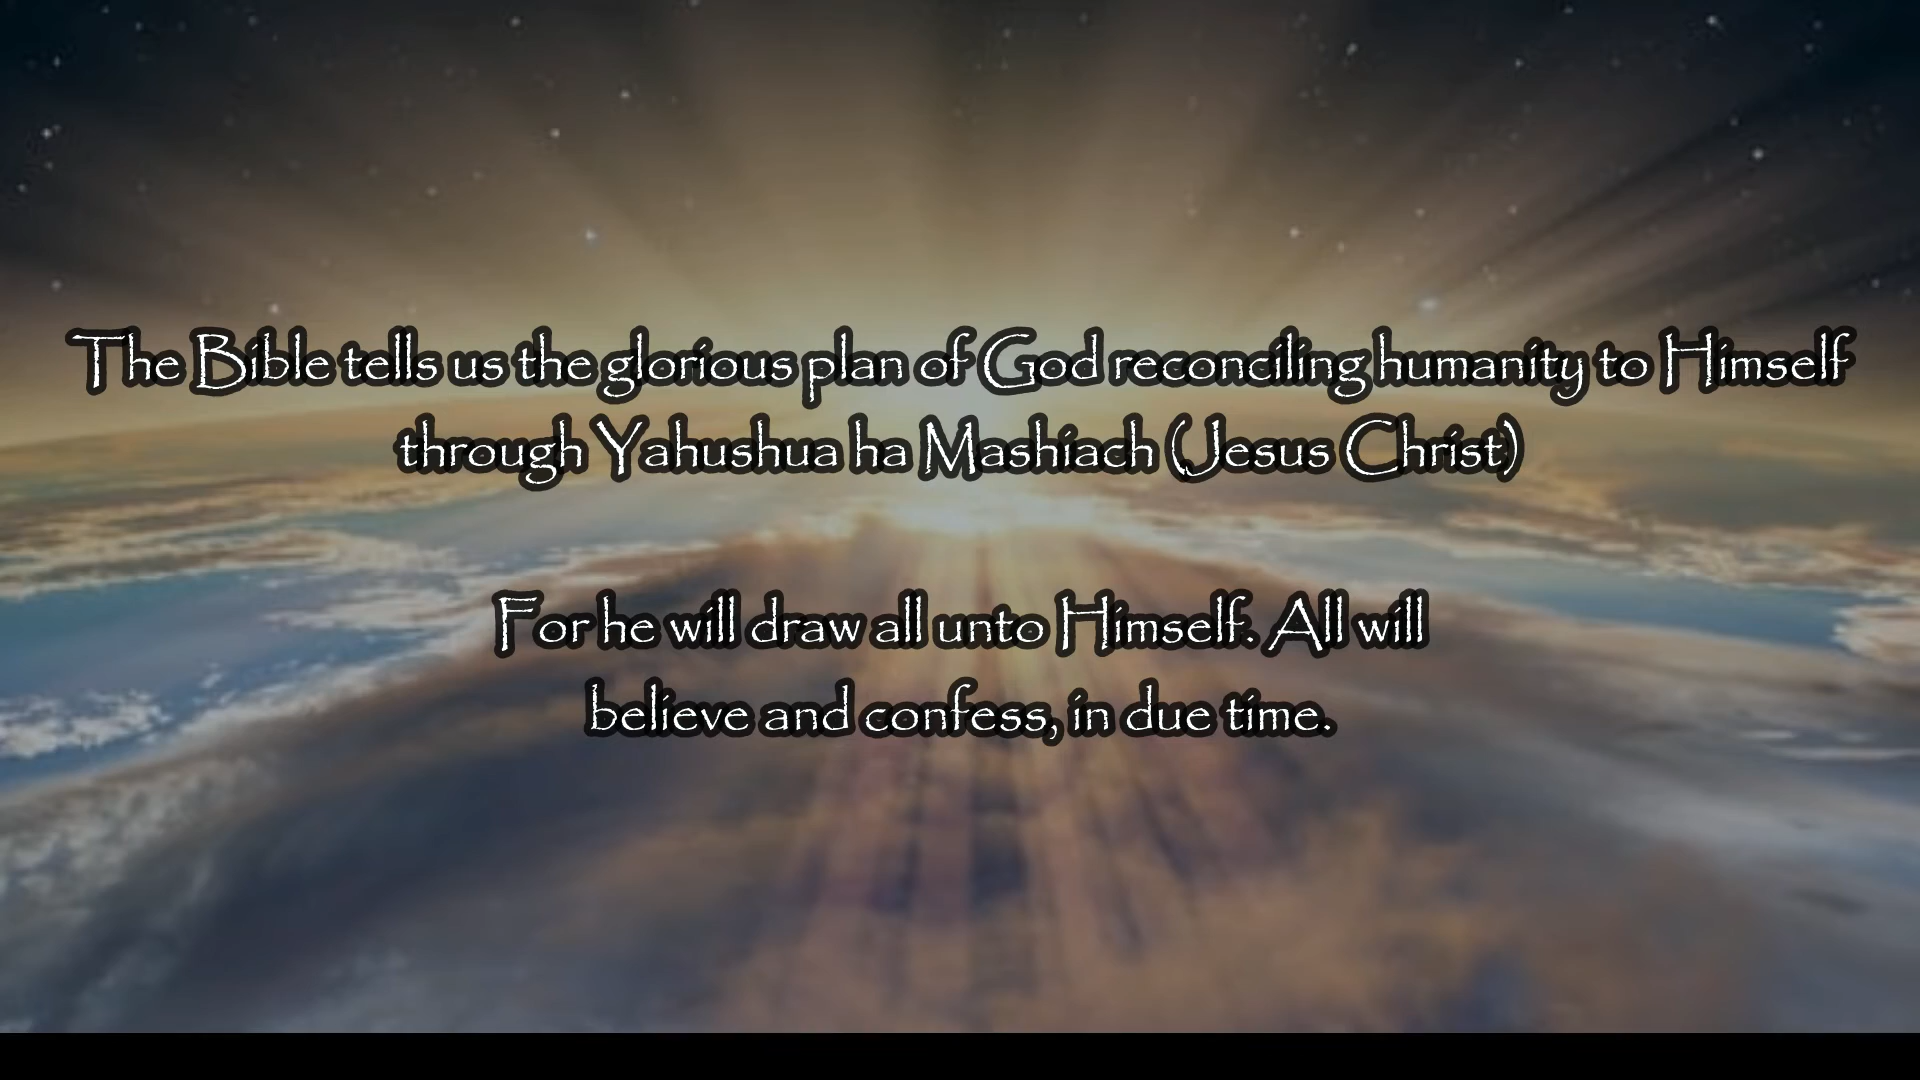 The Bible tells us the glorious plan of God reconciling humanity to Himself
through Yahushua ha Mashiach (Jesus Christ)
For he will draw all unto Himself. All will
believe and confess, in due time.